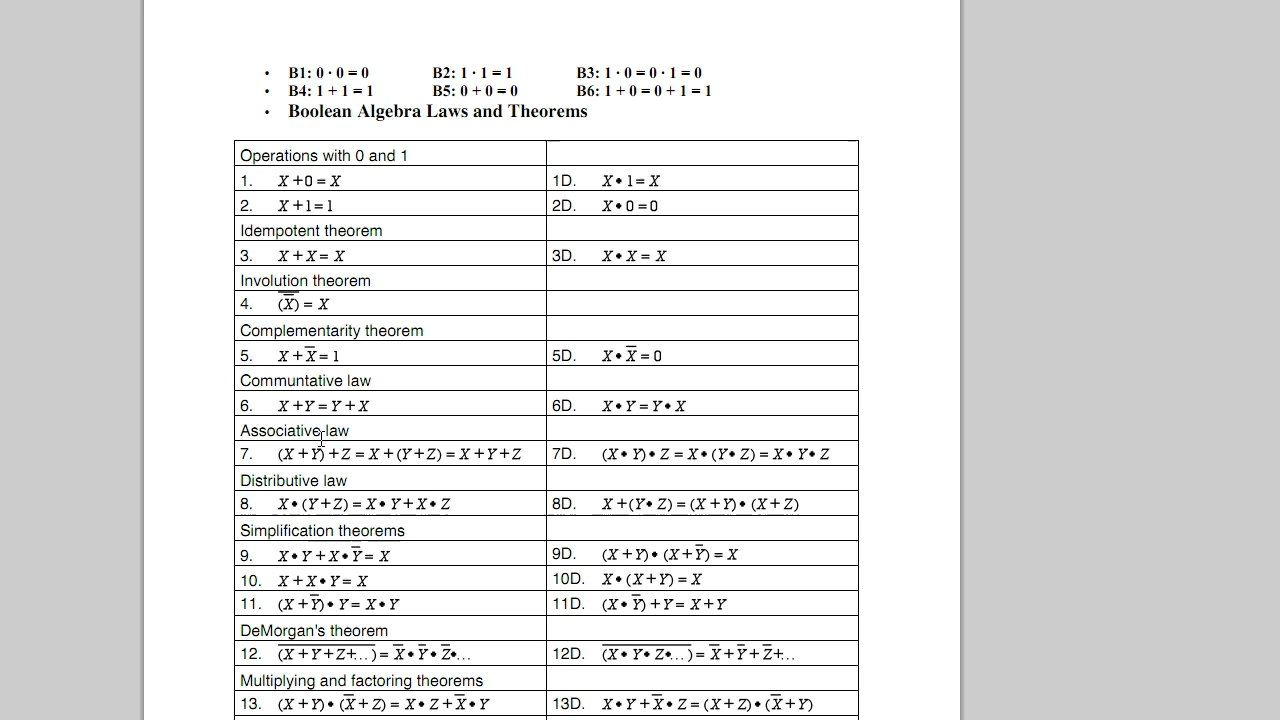 • B1: 0 · 0 = 0 B2: 1 · 1 = 1 B3: 1 · 0 = 0 · 1 = 0
• B4: 1 + 1 = 1 B5: 0 + 0 = 0 B6: 1 + 0 = 0 + 1 = 1
• Boolean Algebra Laws and Theorems
Operations with 0 and 1
1. X + 0 = X 1D. X • 1 = X
2. X + 1 = 1 2D. X • 0 = 0
Idempotent theorem
3. X + X = X 3D. X • X = X
Involution theorem
4. (X̅)̅ = X
Complementarity theorem
5. X + X̅ = 1 5D. X • X̅ = 0
Communtative law
6. X + Y = Y + X 6D. X • Y = Y • X
Associative law
7. (X + Y) + Z = X + (Y + Z) = X + Y + Z 7D. (X • Y) • Z = X • (Y • Z) = X • Y • Z
Distributive law
8. X • (Y + Z) = X • Y + X • Z 8D. X + (Y • Z) = (X + Y) • (X + Z)
Simplification theorems
9. X • Y + X • Y̅ = X 9D. (X + Y) • (X + Y̅) = X
10. X + X • Y = X 10D. X • (X + Y) = X
11. (X + Y̅) • Y = X • Y 11D. (X • Y̅) + Y = X + Y
DeMorgan's theorem
12. (̅X̅+̅Y̅+̅Z̅+̅.̅.̅.̅)̅ = X̅ • Y̅ • Z̅ •... 12D. (̅X̅•̅Y̅•̅Z̅•̅.̅.̅.̅)̅ = X̅ + Y̅ + Z̅ +...
Multiplying and factoring theorems
13. (X + Y) • (X̅ + Z) = X • Z + X̅ • Y 13D. X • Y + X̅ • Z = (X + Z) • (X̅ + Y)